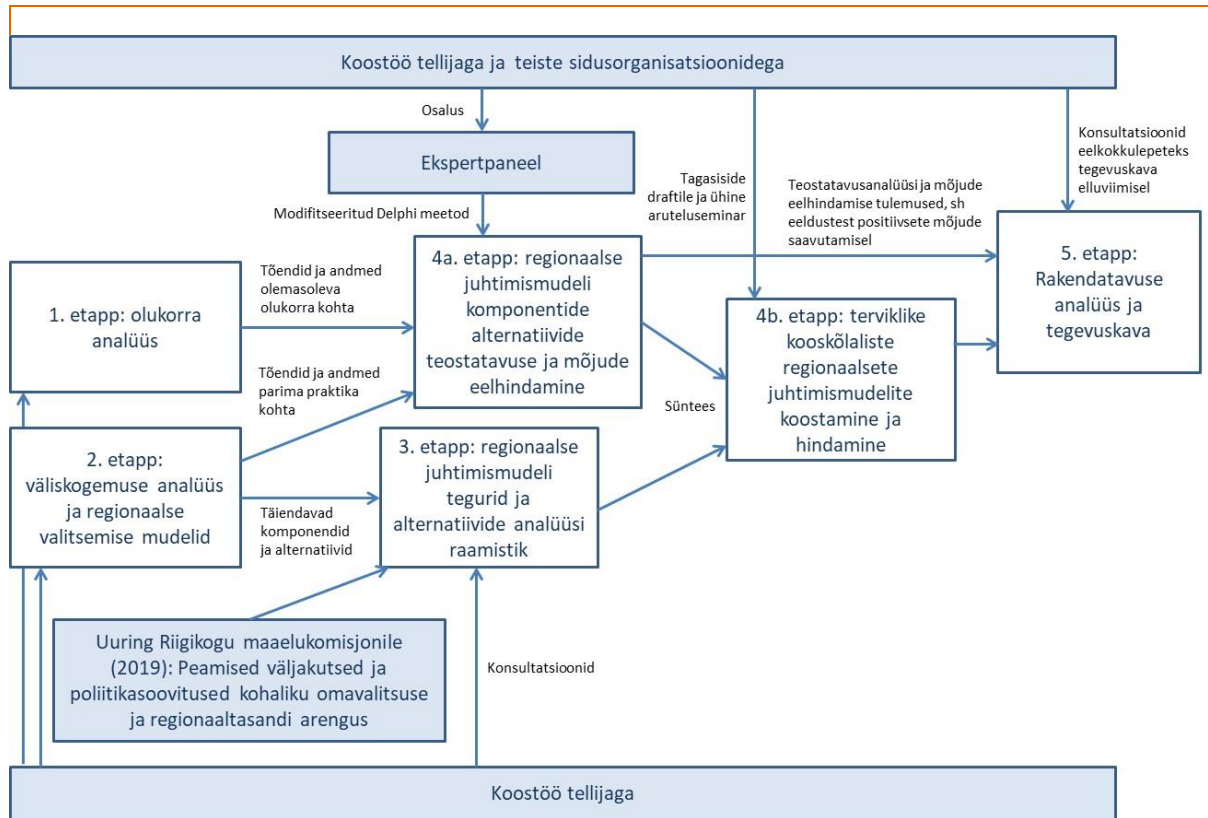 Koostöö tellijaga ja teiste sidusorganisatsioonidega
Osalus
Ekspertpaneel
Modifitseeritud Delphi meetod
Tagasiside
draftile ja ühine
aruteluseminar
Konsultatsioonid
eelkokkulepeteks
tegevuskava
elluviimisel
Teostatavusanalüüsi ja mõjude
eelhindamise tulemused, sh
eeldustest positiivsete mõjude
saavutamisel
1. etapp: olukorra
analüüs
Tõendid ja andmed
olemasoleva
olukorra kohta
4a. etapp: regionaalse
juhtimismudeli
komponentide
alternatiivide
teostatavuse ja mõjude
eelhindamine
5. etapp:
Rakendatavuse
analüüs ja
tegevuskava
4b. etapp: terviklike
kooskõlaliste
regionaalsete
juhtimismudelite
koostamine ja
hindamine
Tõendid ja andmed
parima praktika
kohta
Süntees
2. etapp:
väliskogemuse analüüs
ja regionaalse
valitsemise mudelid
Täiendavad
komponendid
ja alternatiivid
3. etapp: regionaalse
juhtimismudeli
tegurid ja
alternatiivide analüüsi
raamistik
Uuring Riigikogu maaelukomisjonile
(2019): Peamised väljakutsed ja
poliitikasoovitused kohaliku omavalitsuse
ja regionaaltasandi arengus
Konsultatsioonid
Koostöö tellijaga